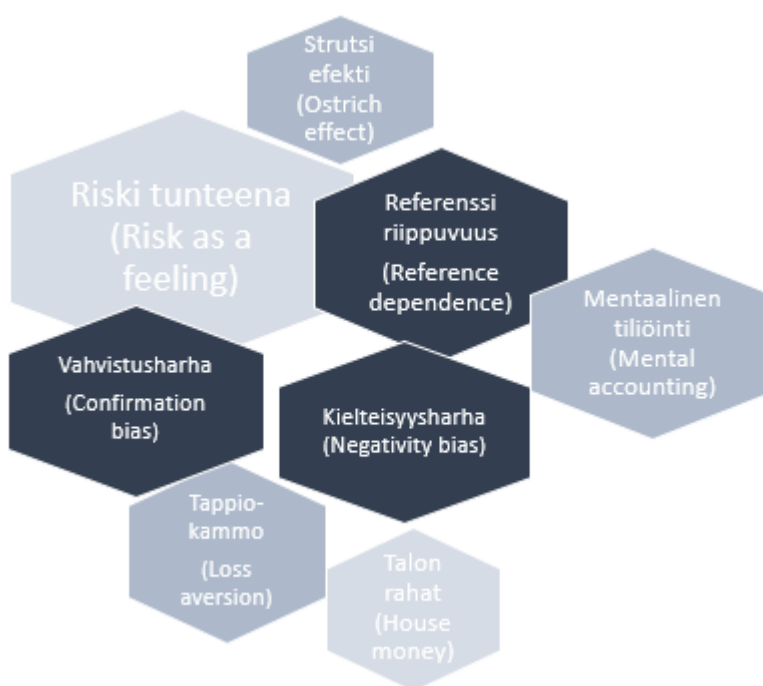 Strutsi
efekti
(Ostrich
effect)
Riski tunteena
(Risk as a
feeling)
Referenssi
riippuvuus
(Reference
dependence)
Mentaalinen
tiliöinti
(Mental
accounting)
Vahvistusharha
(Confirmation
bias)
Kielteisyysharha
(Negativity bias)
Tappio-
kammo
(Loss
aversion)
Talon
rahat
(House
money)